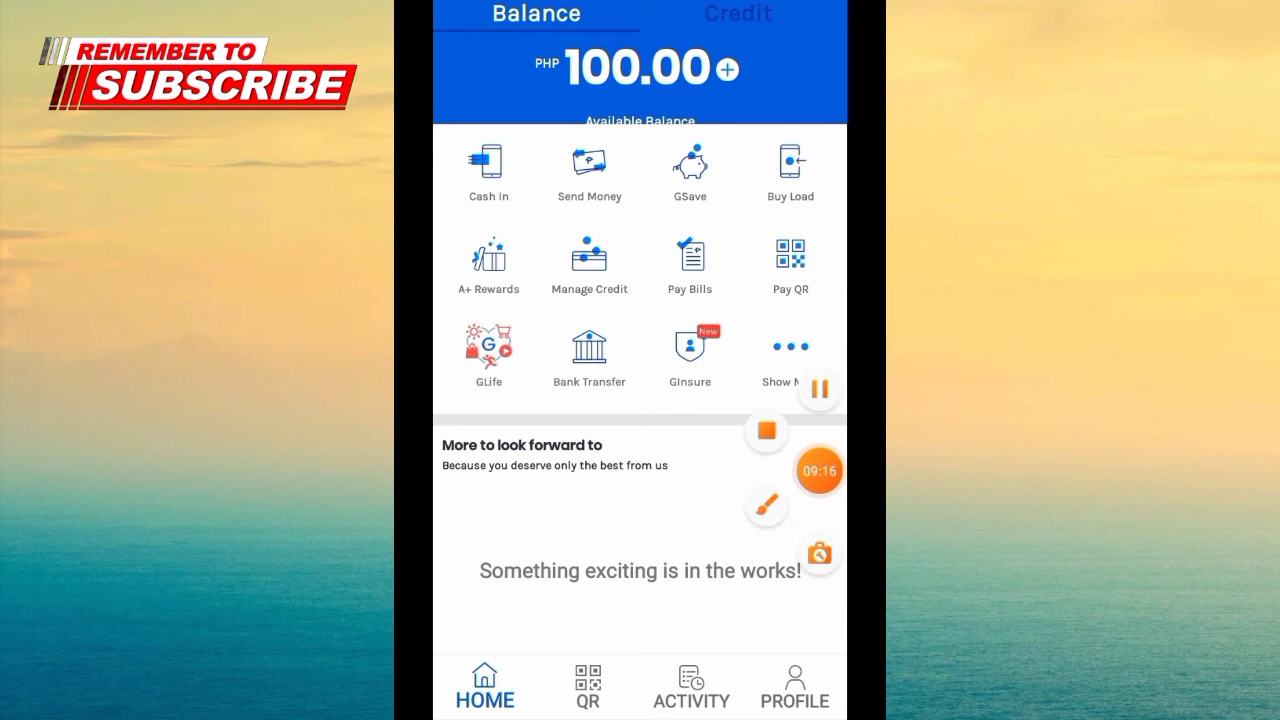 REMEMBER TO
SUBSCRIBE
Balance Credit
PHP 100.00
Available Balance
Cash In Send Money GSave Buy Load
A+ Rewards Manage Credit Pay Bills Pay QR
New
GLife Bank Transfer GInsure Show M
More to look forward to
Because you deserve only the best from us
09:16
Something exciting is in the works!
HOME QR ACTIVITY PROFILE